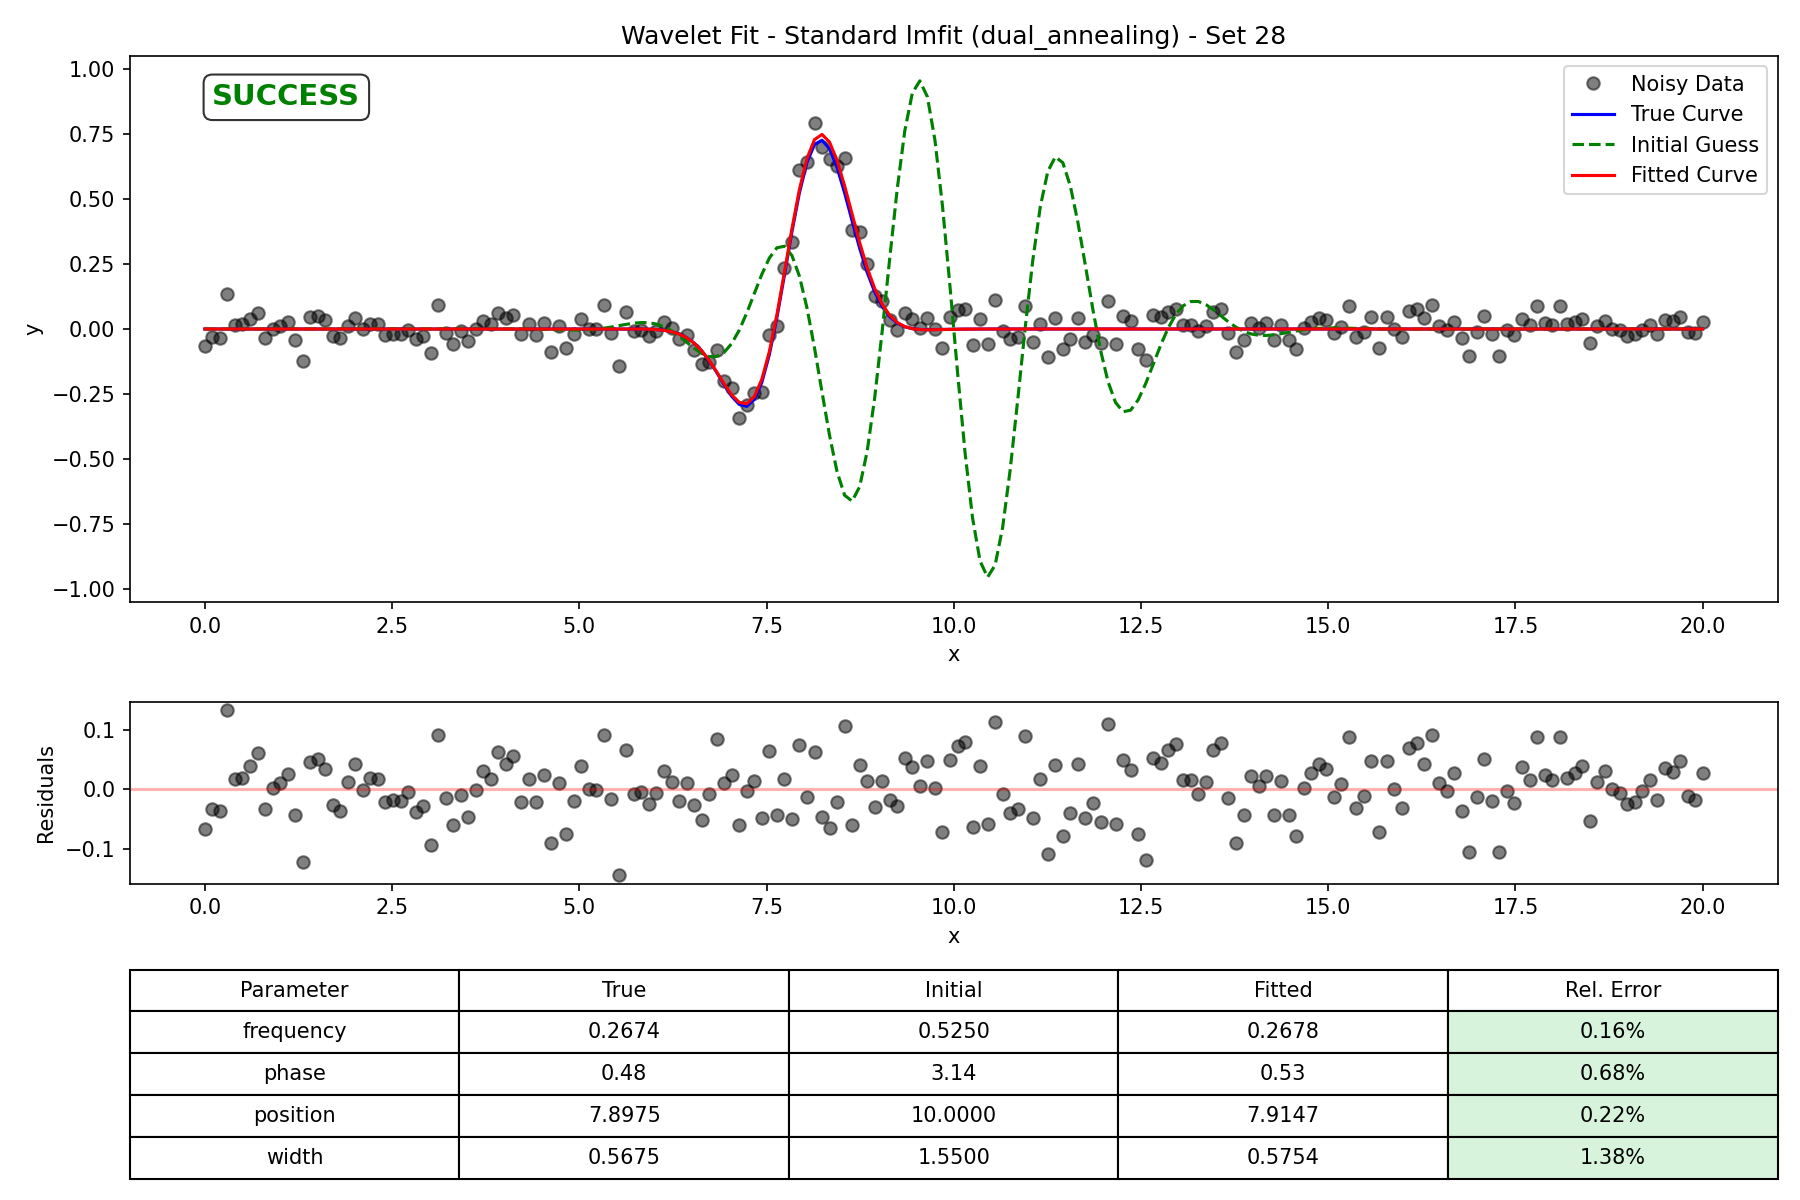 Wavelet Fit - Standard lmfit (dual_annealing) - Set 28
SUCCESS
Noisy Data
True Curve
Initial Guess
Fitted Curve
1.00
0.75
0.50
0.25
0.00
−0.25
−0.50
−0.75
−1.00
y
0.0 2.5 5.0 7.5 10.0 12.5 15.0 17.5 20.0
x
0.1
0.0
−0.1
Residuals
0.0 2.5 5.0 7.5 10.0 12.5 15.0 17.5 20.0
x
Parameter True Initial Fitted Rel. Error
frequency 0.2674 0.5250 0.2678 0.16%
phase 0.48 3.14 0.53 0.68%
position 7.8975 10.0000 7.9147 0.22%
width 0.5675 1.5500 0.5754 1.38%